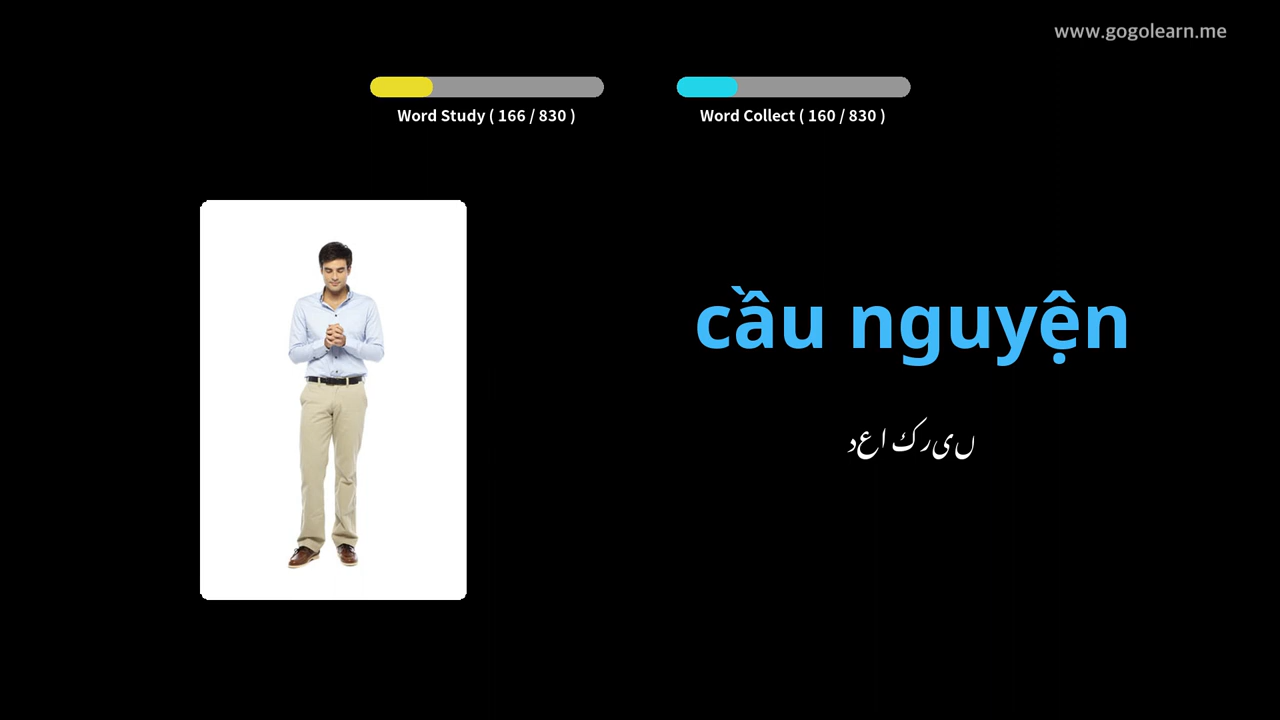 www.gogolearn.me
Word Study ( 166 / 830 )
Word Collect ( 160 / 830 )
cầu nguyện
دعا کریں